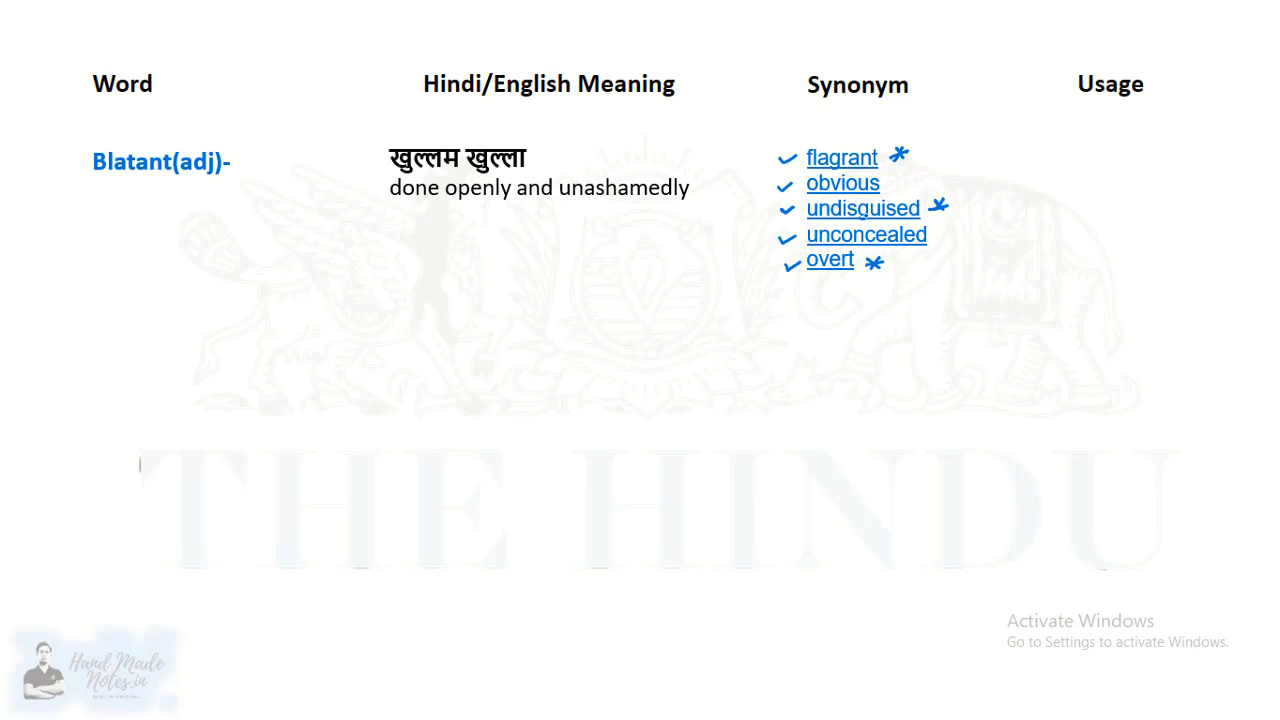 Word Hindi/English Meaning Synonym Usage
Blatant(adj)- खुल्लम खुल्ला flagrant
done openly and unashamedly obvious
undisguised
unconcealed
overt
THE HINDU
Activate Windows
Go to Settings to activate Windows.
Hand Made
Notes.in